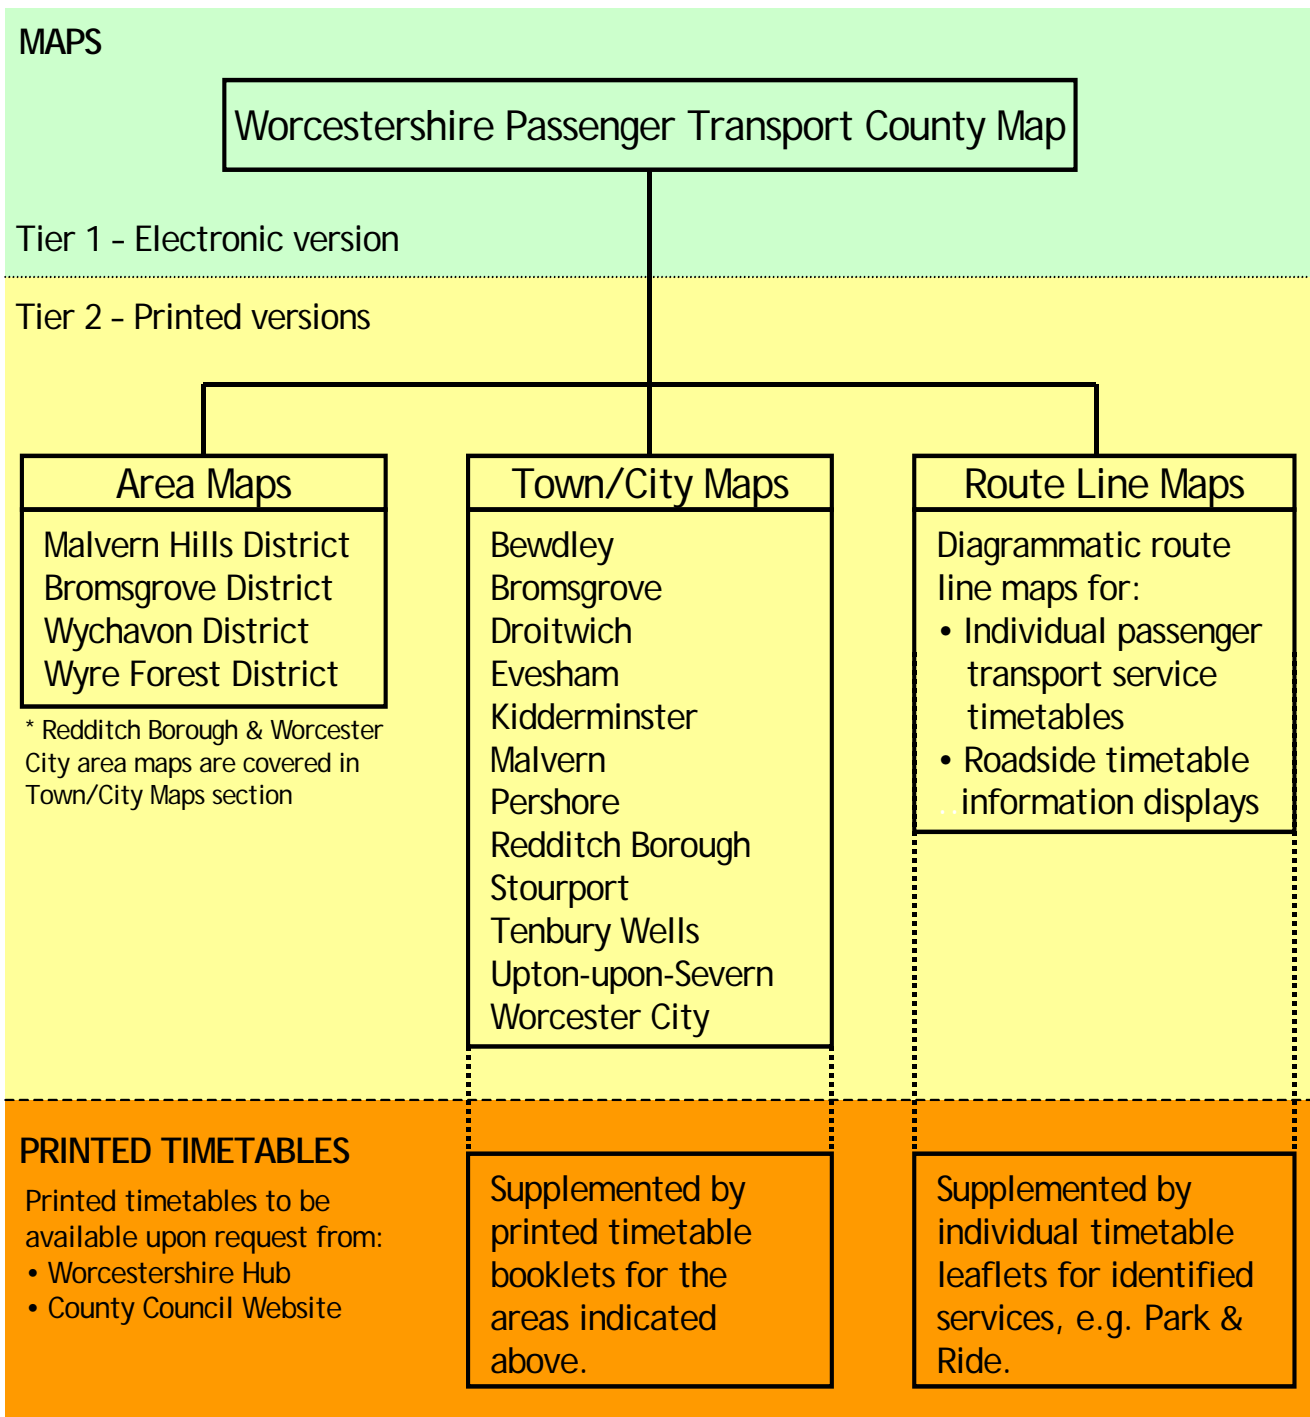 MAPS
Worcestershire Passenger Transport County Map
Tier 1 – Electronic version
Tier 2 – Printed versions
Area Maps
Malvern Hills District
Bromsgrove District
Wychavon District
Wyre Forest District
* Redditch Borough & Worcester
City area maps are covered in
Town/City Maps section
Town/City Maps
Bewdley
Bromsgrove
Droitwich
Evesham
Kidderminster
Malvern
Pershore
Redditch Borough
Stourport
Tenbury Wells
Upton-upon-Severn
Worcester City
Route Line Maps
Diagrammatic route
line maps for:
• Individual passenger
transport service
timetables
• Roadside timetable
information displays
PRINTED TIMETABLES
Printed timetables to be
available upon request from:
• Worcestershire Hub
• County Council Website
Supplemented by
printed timetable
booklets for the
areas indicated
above.
Supplemented by
individual timetable
leaflets for identified
services, e.g. Park &
Ride.